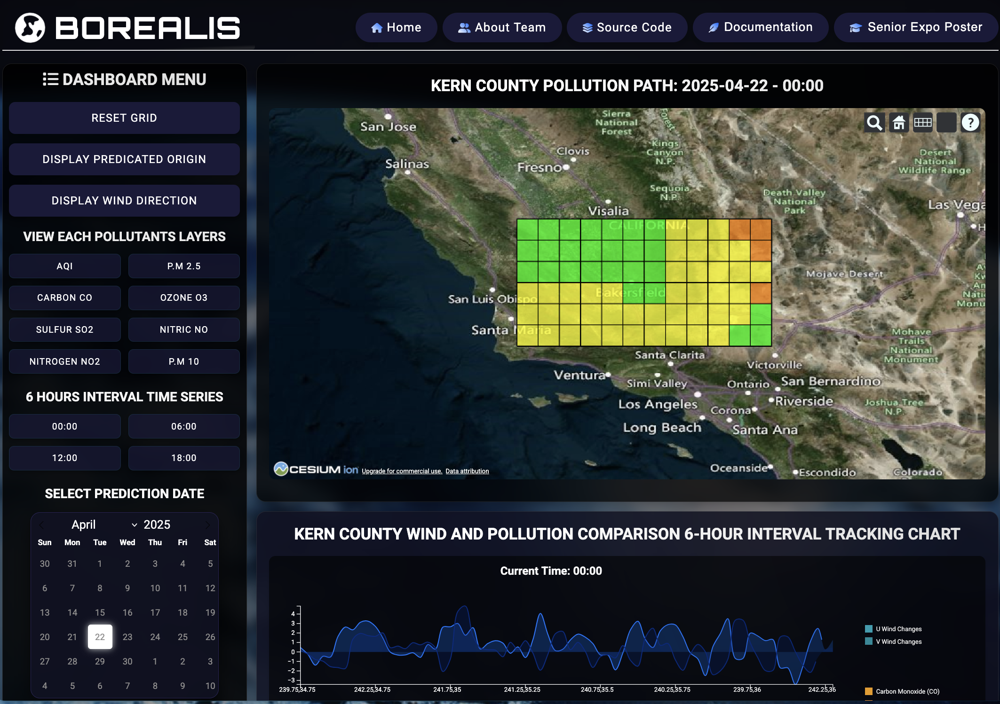 BOREALIS
Home
About Team
Source Code
Documentation
Senior Expo Poster
DASHBOARD MENU
RESET GRID
DISPLAY PREDICATED ORIGIN
DISPLAY WIND DIRECTION
VIEW EACH POLLUTANTS LAYERS
AQI
P.M 2.5
CARBON CO
OZONE O3
SULFUR SO2
NITRIC NO
NITROGEN NO2
P.M 10
6 HOURS INTERVAL TIME SERIES
00:00
06:00
12:00
18:00
SELECT PREDICTION DATE
April 2025
Sun Mon Tue Wed Thu Fri Sat
30 31 1 2 3 4 5
6 7 8 9 10 11 12
13 14 15 16 17 18 19
20 21 22 23 24 25 26
27 28 29 30 1 2 3
4 5 6 7 8 9 10
KERN COUNTY POLLUTION PATH: 2025-04-22 - 00:00
San Jose
Sierra
National
Forest
Forest
Kings
Canyon
N.P.
Clovis
Fresno
Salinas
Desert
National
Wildlife Range
Sequoia
N.P.
Death Valley
National
Park
Visalia
Las Vega
H
CALIFORNIA
Mojave Desert
Bakersfield
San Luis Obispo
Santa Maria
A
Kw
An
Nati
Monu
Mohave
Trails
National
Monument
Santa Clarita
Victorville
Ventura
Simi Valley
Ontario
San Bernardino
Los Angeles
Corona
Riverside
Joshua Tree
N.P.
Long Beach
Santa Ana
Oceanside
Escondido
Colorado
?
CESIUM ion
Upgrade for commercial use. Data attribution
KERN COUNTY WIND AND POLLUTION COMPARISON 6-HOUR INTERVAL TRACKING CHART
Current Time: 00:00
4
3
2
1
0
−1
−2
−3
239.75,34.75
242.25,34.75
241.75,35
241.25,35.25
240.75,35.5
240.25,35.75
239.75,36
242.25,36
U Wind Changes
V Wind Changes
Carbon Monoxide (CO)